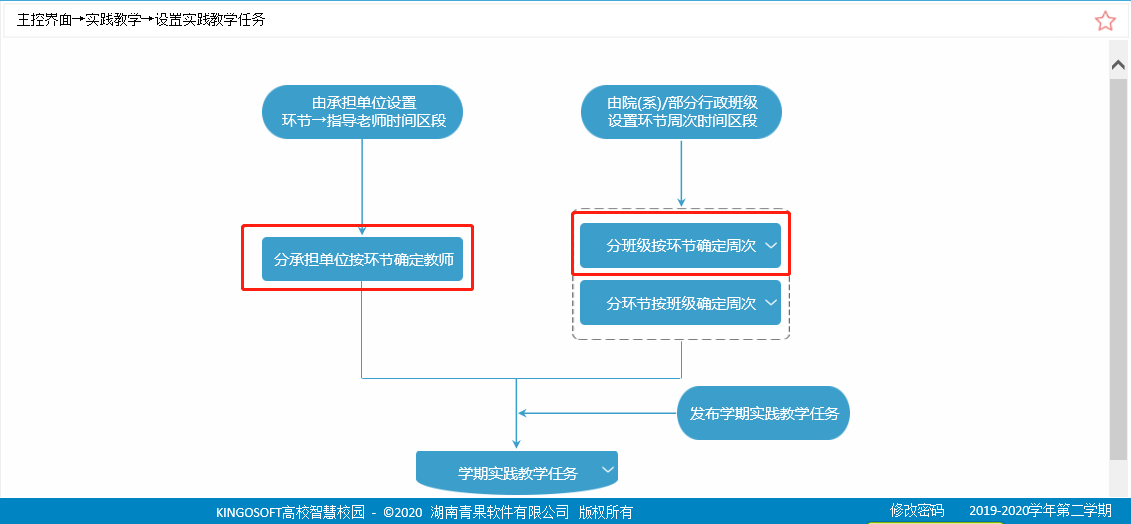 主控界面→实践教学→设置实践教学任务
由承担单位设置
环节→指导老师时间区段
由院(系)/部分行政班级
设置环节周次时间区段
分承担单位按环节确定教师
分班级按环节确定周次
分环节按班级确定周次
发布学期实践教学任务
学期实践教学任务
KINGOSOFT高校智慧校园 - ©2020 湖南青果软件有限公司 版权所有
修改密码 2019-2020学年第二学期